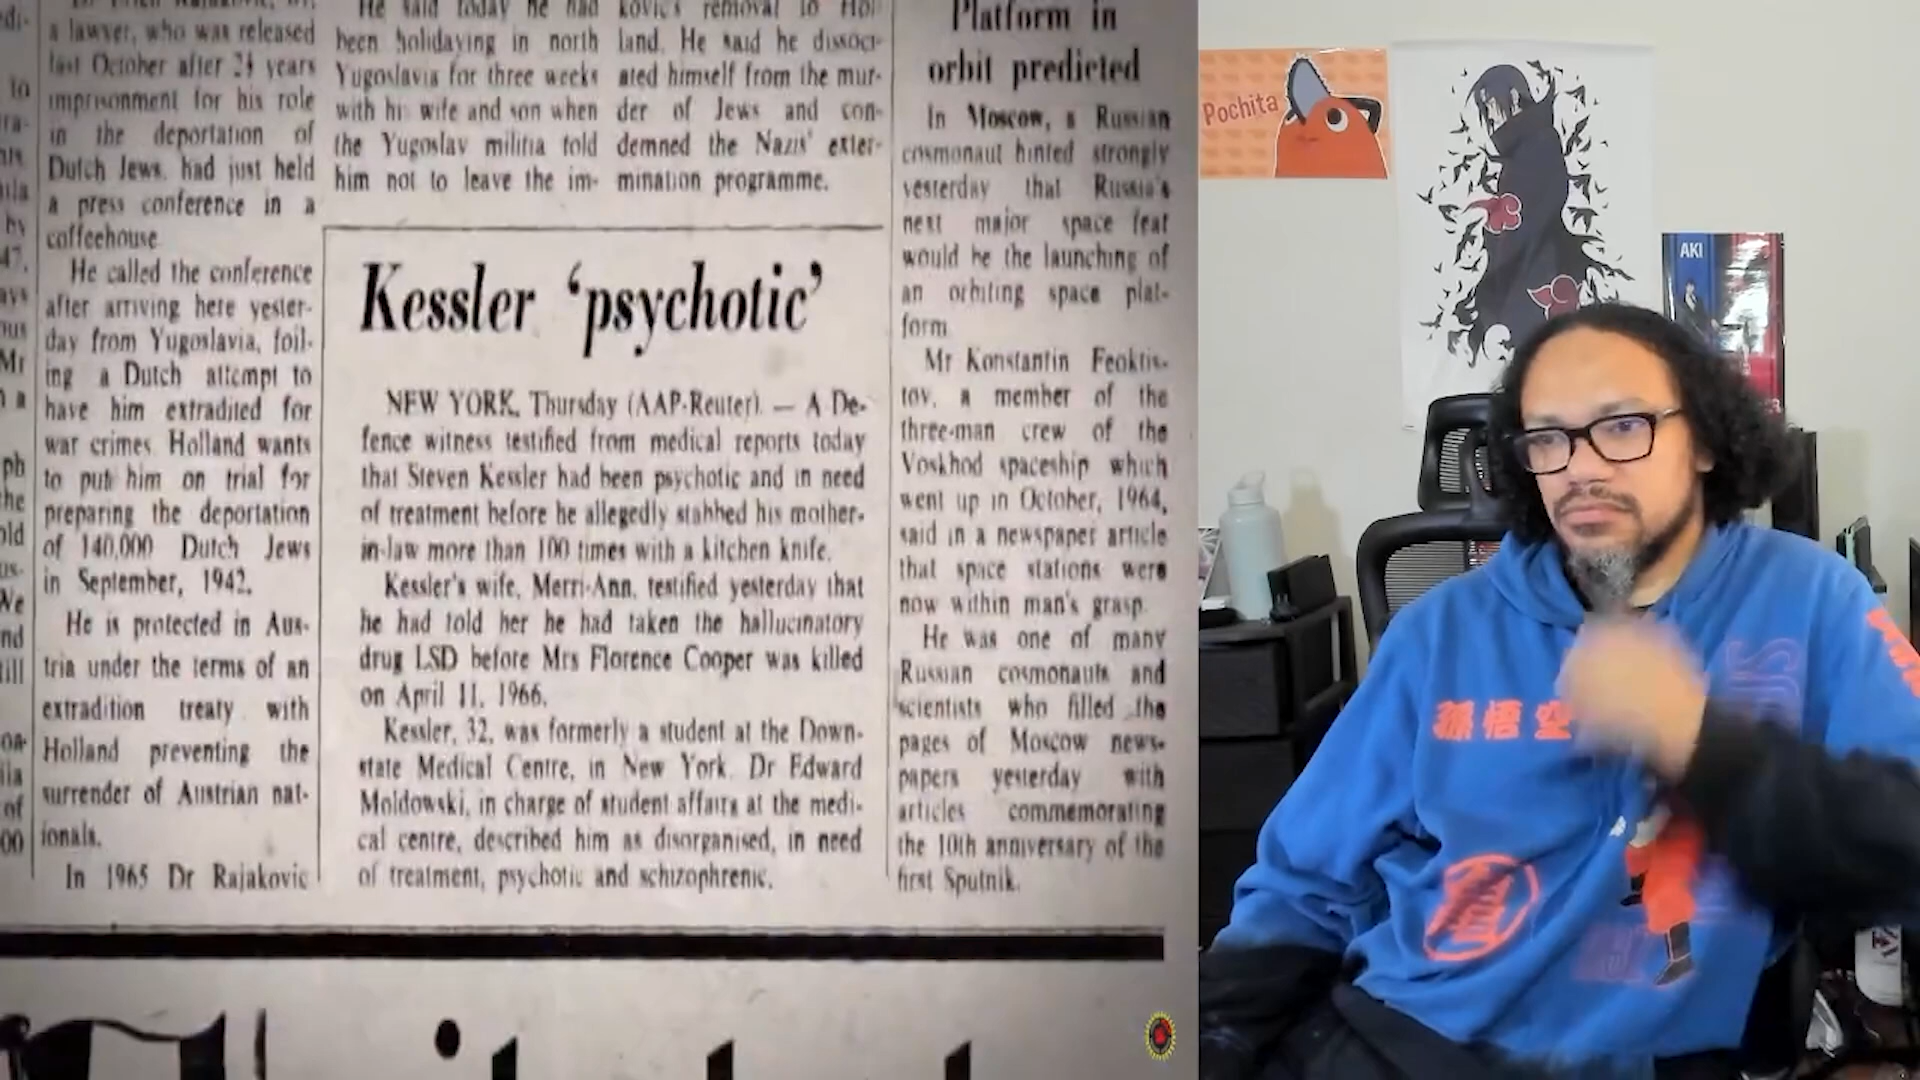 a lawyer, who was released
last October after 2½ years
imprisonment for his role
in the deportation of
Dutch Jews, had just held
a press conference in a
coffeehouse
He called the conference
after arriving here yester-
day from Yugoslavia, foil-
ing a Dutch attempt to
have him extradited for
war crimes. Holland wants
to put him on trial for
preparing the deportation
of 140,000 Dutch Jews
in September, 1942.
He is protected in Aus-
tria under the terms of an
extradition treaty with
Holland preventing the
surrender of Austrian nat-
ionals.
In 1965 Dr Rajakovic
He said today he had
been holidaying in north
Yugoslavia for three weeks
with his wife and son when
the Yugoslav militia told
him not to leave the im-
kovic's removal to Hol-
land. He said he dissoci-
ated himself from the mur-
der of Jews and con-
demned the Nazis' exter-
mination programme.
Kessler 'psychotic'
NEW YORK, Thursday (AAP-Reuter). — A De-
fence witness testified from medical reports today
that Steven Kessler had been psychotic and in need
of treatment before he allegedly stabbed his mother-
in-law more than 100 times with a kitchen knife.
Kessler's wife, Merri-Ann, testified yesterday that
he had told her he had taken the hallucinatory
drug LSD before Mrs Florence Cooper was killed
on April 11, 1966.
Kessler, 32, was formerly a student at the Down-
state Medical Centre, in New York. Dr Edward
Moldowski, in charge of student affairs at the medi-
cal centre, described him as disorganised, in need
of treatment, psychotic and schizophrenic.
Platform in
orbit predicted
In Moscow, a Russian
cosmonaut hinted strongly
yesterday that Russia's
next major space feat
would be the launching of
an orbiting space plat-
form
Mr Konstantin Feoktis-
tov, a member of the
three-man crew of the
Voskhod spaceship which
went up in October, 1964,
said in a newspaper article
that space stations were
now within man's grasp.
He was one of many
Russian cosmonauts and
scientists who filled the
pages of Moscow news-
papers yesterday with
articles commemorating
the 10th anniversary of the
first Sputnik.
Pochita
AKI
孫悟空